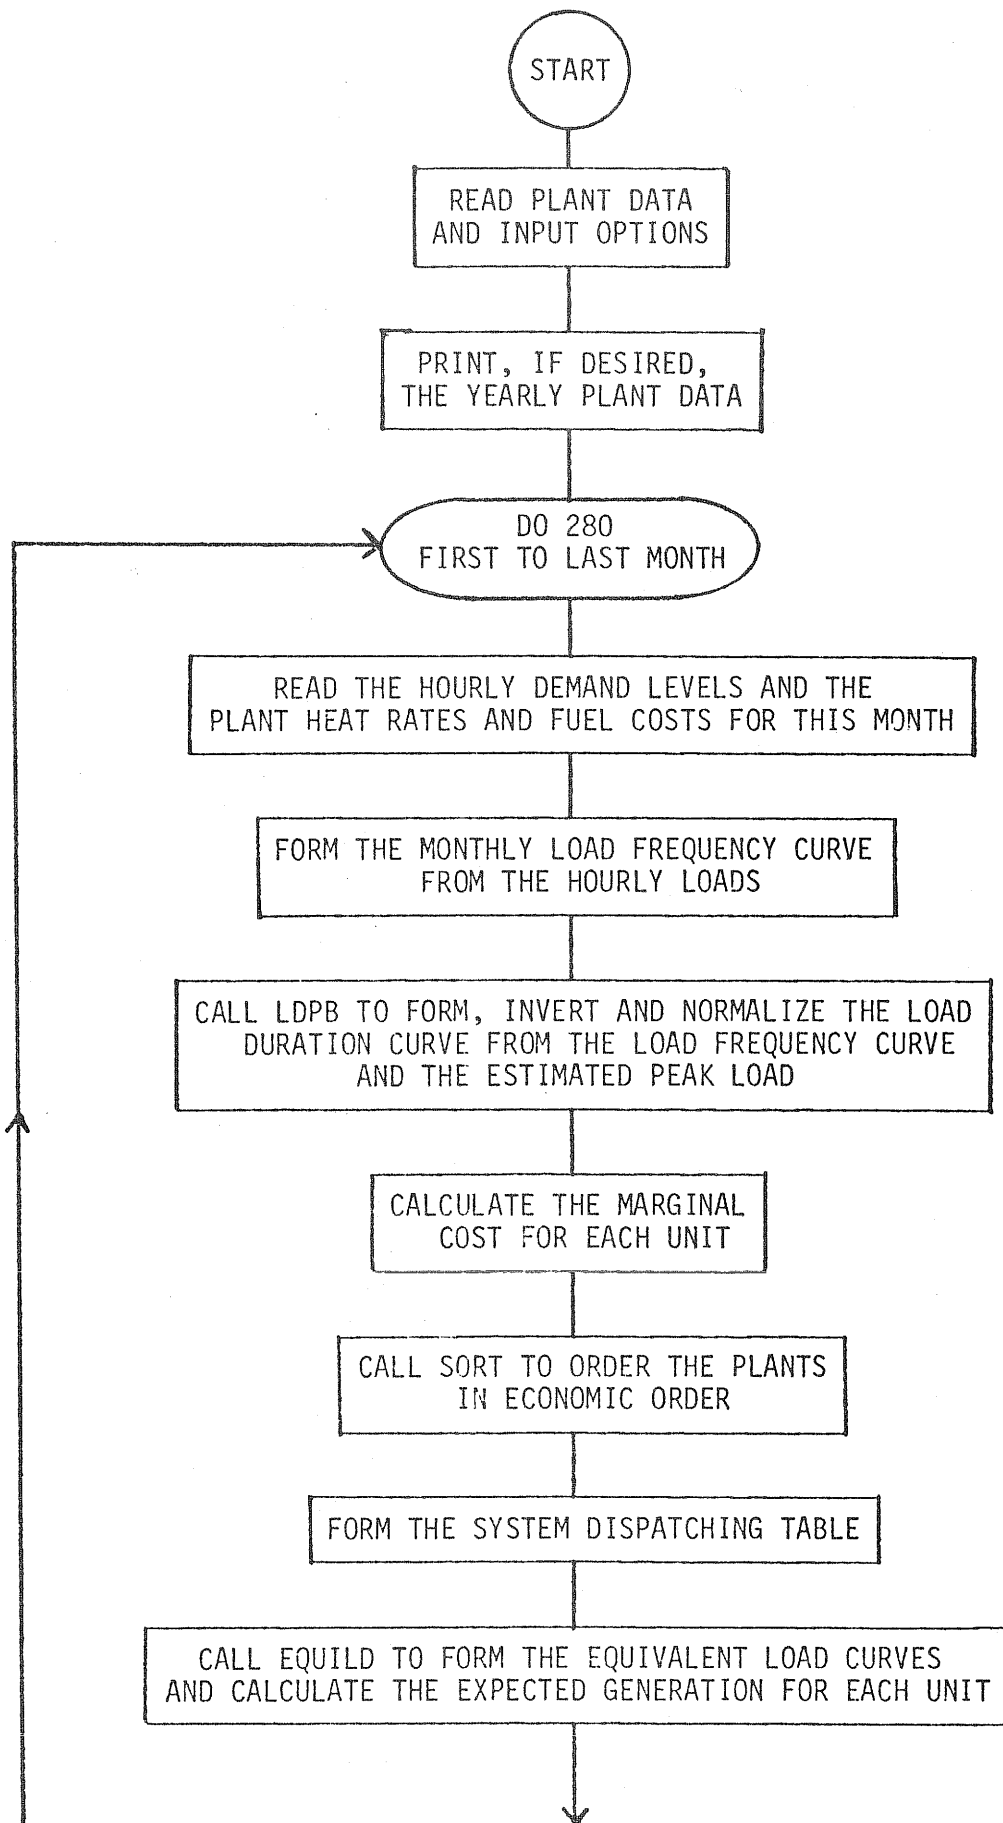 START
READ PLANT DATA
AND INPUT OPTIONS
PRINT, IF DESIRED,
THE YEARLY PLANT DATA
DO 280
FIRST TO LAST MONTH
READ THE HOURLY DEMAND LEVELS AND THE
PLANT HEAT RATES AND FUEL COSTS FOR THIS MONTH
FORM THE MONTHLY LOAD FREQUENCY CURVE
FROM THE HOURLY LOADS
CALL LDPB TO FORM, INVERT AND NORMALIZE THE LOAD
DURATION CURVE FROM THE LOAD FREQUENCY CURVE
AND THE ESTIMATED PEAK LOAD
CALCULATE THE MARGINAL
COST FOR EACH UNIT
CALL SORT TO ORDER THE PLANTS
IN ECONOMIC ORDER
FORM THE SYSTEM DISPATCHING TABLE
CALL EQUILD TO FORM THE EQUIVALENT LOAD CURVES
AND CALCULATE THE EXPECTED GENERATION FOR EACH UNIT